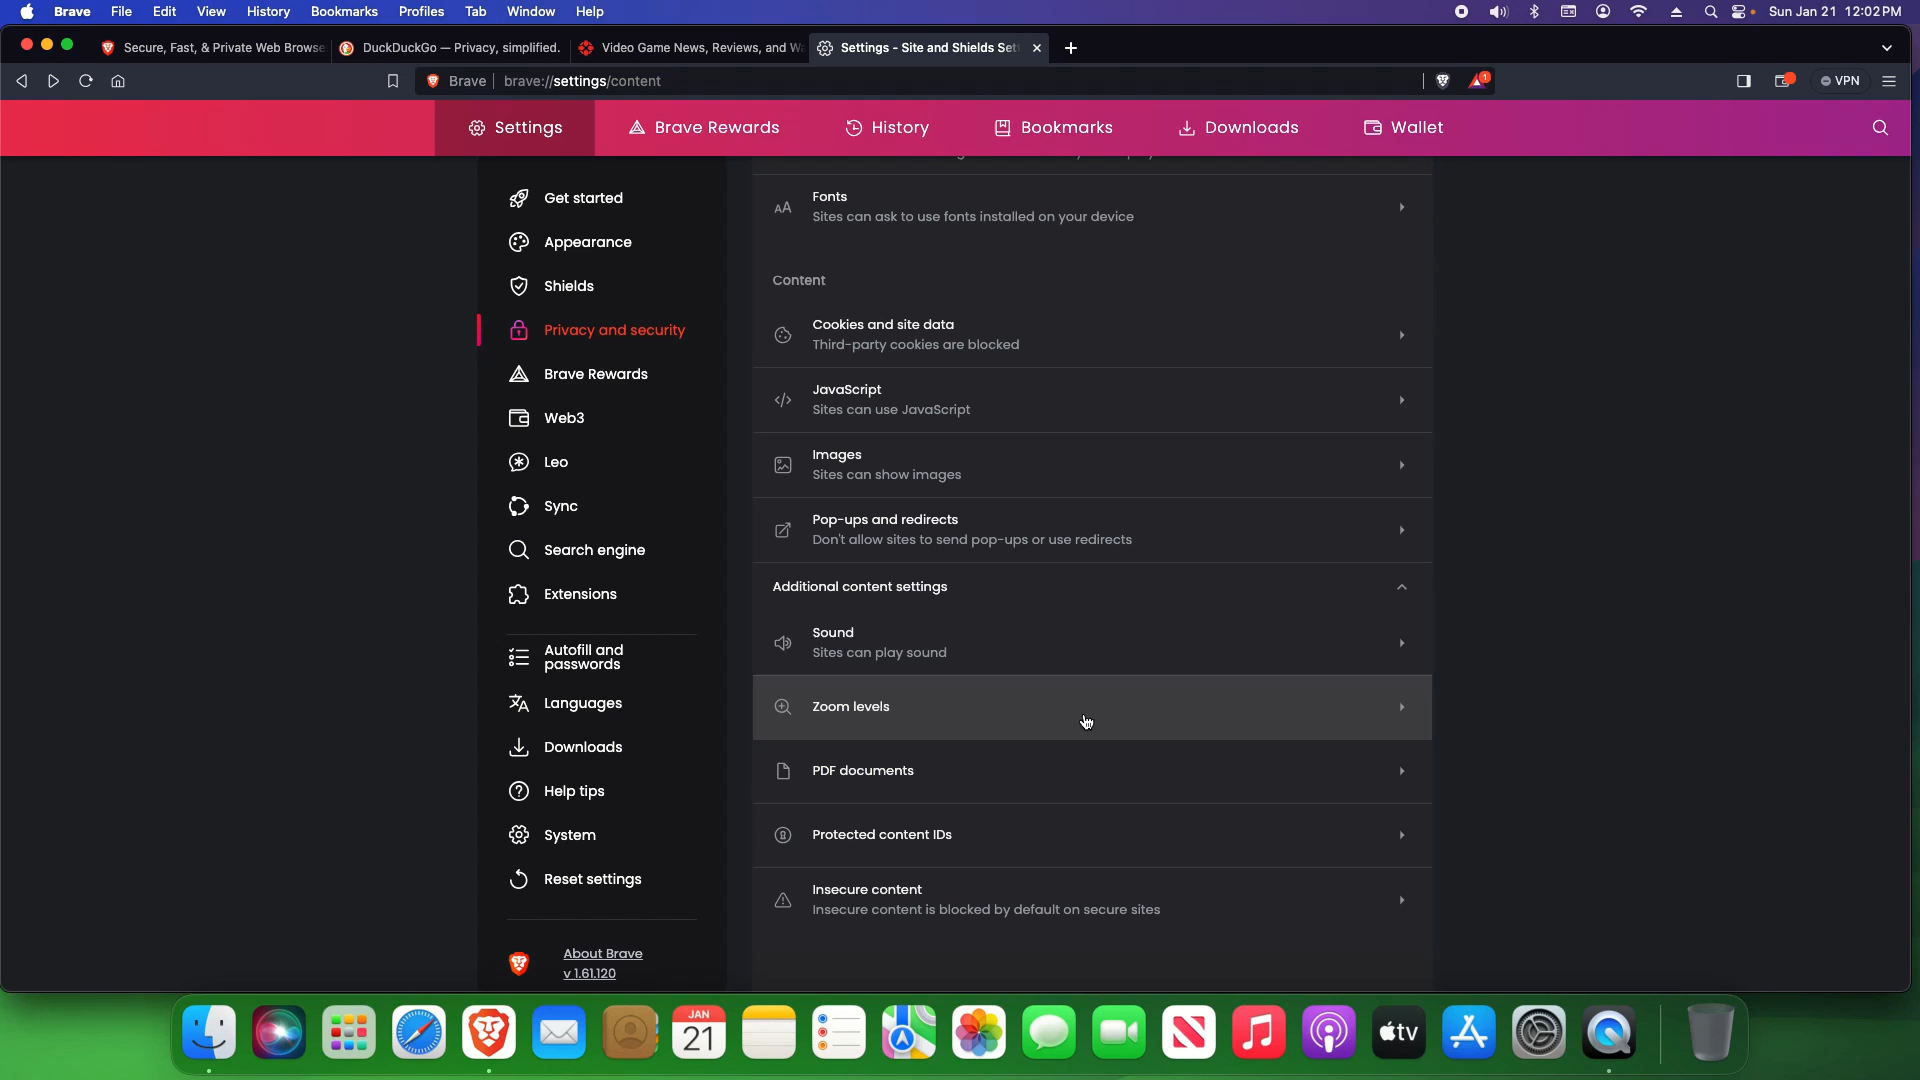 Brave File Edit View History Bookmarks Profiles Tab Window Help Sun Jan 21 12:02 PM
Secure, Fast, & Private Web Browse DuckDuckGo — Privacy, simplified. Video Game News, Reviews, and Wa Settings - Site and Shields Set
Brave brave://settings/content 1 VPN
Settings Brave Rewards History Bookmarks Downloads Wallet
Get started
Appearance
Shields
Privacy and security
Brave Rewards
Web3
Leo
Sync
Search engine
Extensions
Autofill and
passwords
Languages
Downloads
Help tips
System
Reset settings
About Brave
v 1.61.120
Fonts
Sites can ask to use fonts installed on your device
Content
Cookies and site data
Third-party cookies are blocked
JavaScript
Sites can use JavaScript
Images
Sites can show images
Pop-ups and redirects
Don't allow sites to send pop-ups or use redirects
Additional content settings
Sound
Sites can play sound
Zoom levels
PDF documents
Protected content IDs
Insecure content
Insecure content is blocked by default on secure sites
JAN
21
tv